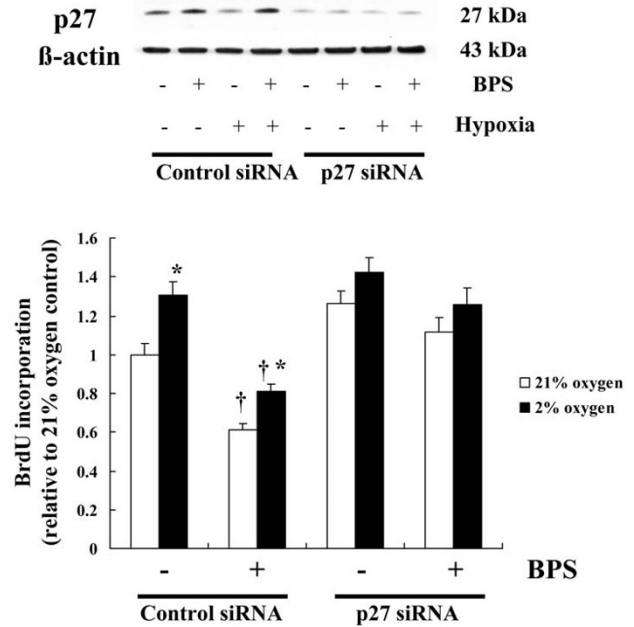 p27 27 kDa
ß-actin 43 kDa
- + - + - + - + BPS
- - + + - - + + Hypoxia
Control siRNA p27 siRNA
1.6
1.4
1.2
1
0.8
0.6
0.4
0.2
0
BrdU incorporation
(relative to 21% oxygen control)
*
† *
†
21% oxygen
2% oxygen
- + - + BPS
Control siRNA p27 siRNA